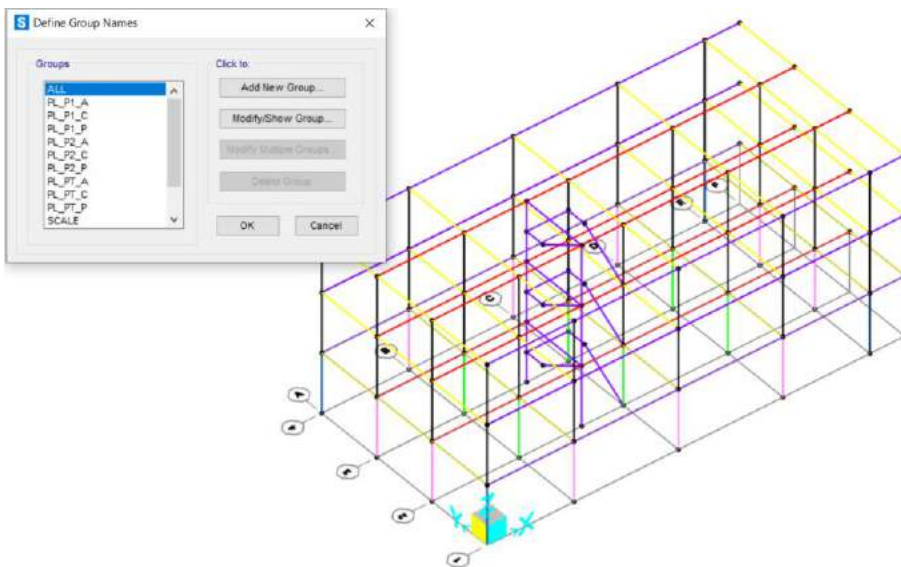 S Define Group Names
Groups
ALL
PL_P1_A
PL_P1_C
PL_P1_P
PL_P2_A
PL_P2_C
PL_P2_P
PL_PT_A
PL_PT_C
PL_PT_P
SCALE
Click to:
Add New Group...
Modify/Show Group...
Modify Multiple Groups...
Delete Group
OK
Cancel